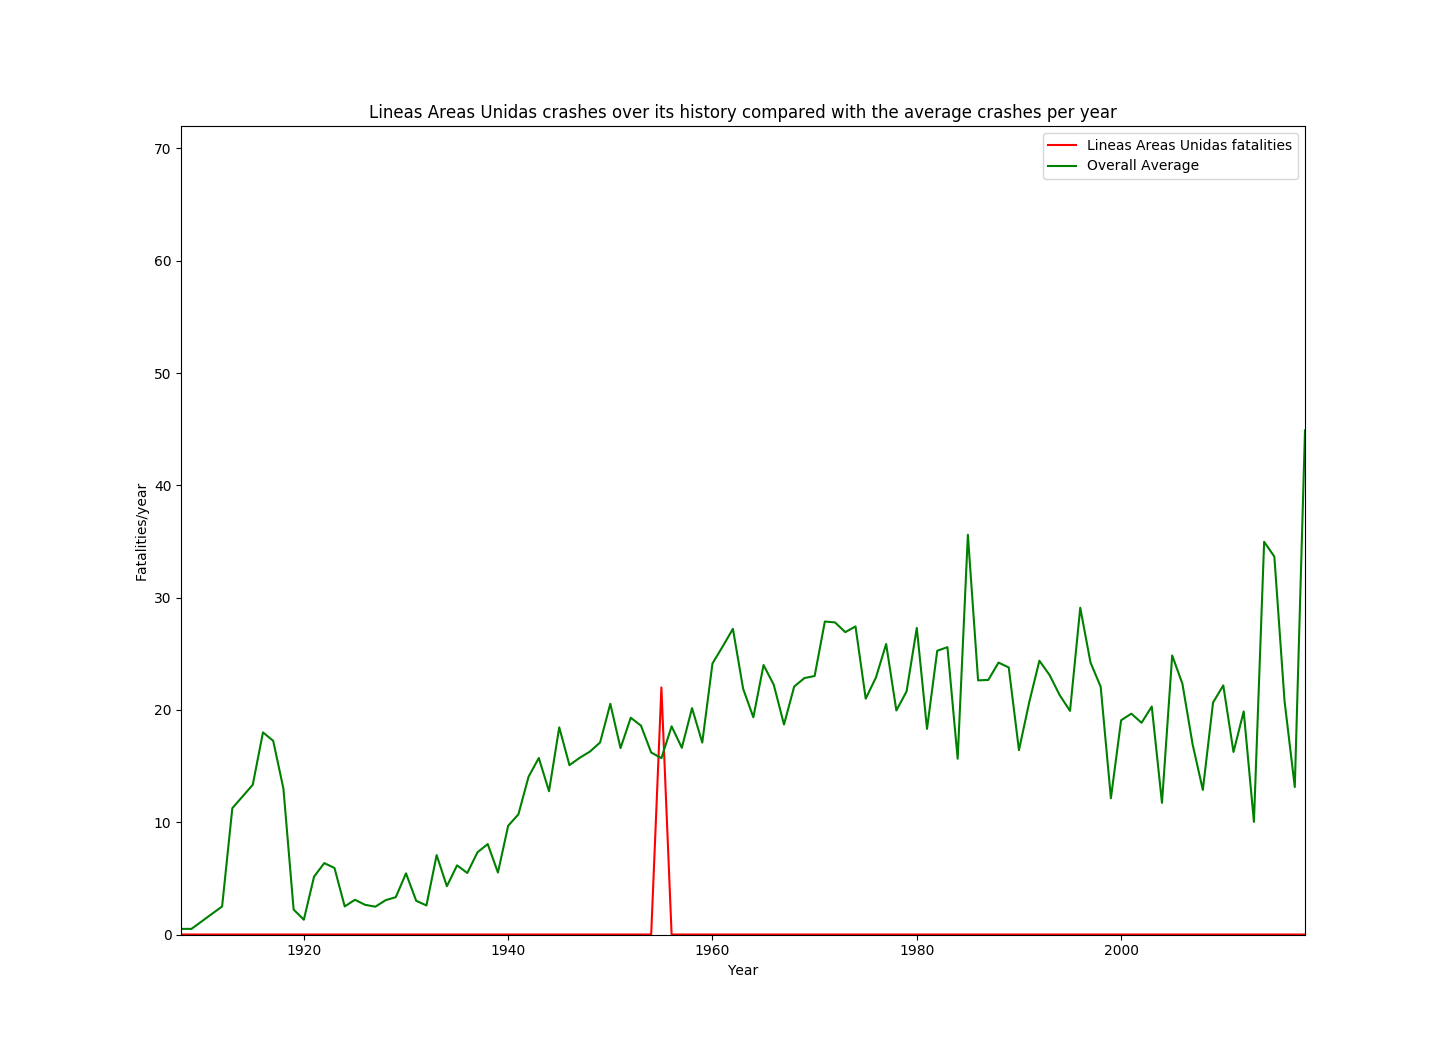 Lineas Areas Unidas crashes over its history compared with the average crashes per year
Lineas Areas Unidas fatalities
Overall Average
70
60
50
40
30
20
10
0
Fatalities/year
1920 1940 1960 1980 2000
Year